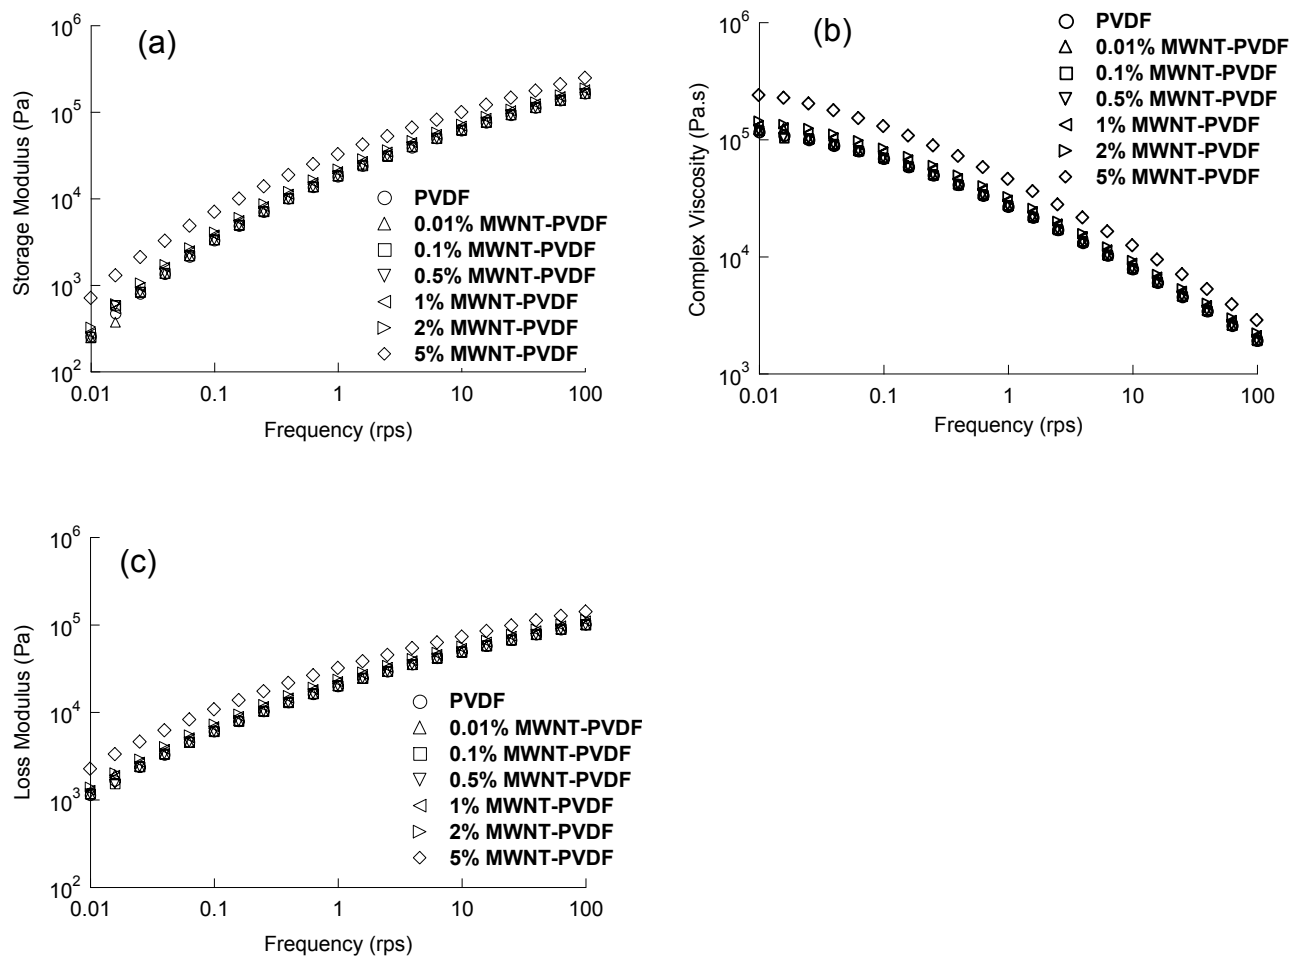 (a)
Storage Modulus (Pa)
10^6
10^5
10^4
10^3
10^2
0.01 0.1 1 10 100
Frequency (rps)
PVDF
0.01% MWNT-PVDF
0.1% MWNT-PVDF
0.5% MWNT-PVDF
1% MWNT-PVDF
2% MWNT-PVDF
5% MWNT-PVDF
(b)
Complex Viscosity (Pa.s)
10^6
10^5
10^4
10^3
0.01 0.1 1 10 100
Frequency (rps)
PVDF
0.01% MWNT-PVDF
0.1% MWNT-PVDF
0.5% MWNT-PVDF
1% MWNT-PVDF
2% MWNT-PVDF
5% MWNT-PVDF
(c)
Loss Modulus (Pa)
10^6
10^5
10^4
10^3
10^2
0.01 0.1 1 10 100
Frequency (rps)
PVDF
0.01% MWNT-PVDF
0.1% MWNT-PVDF
0.5% MWNT-PVDF
1% MWNT-PVDF
2% MWNT-PVDF
5% MWNT-PVDF